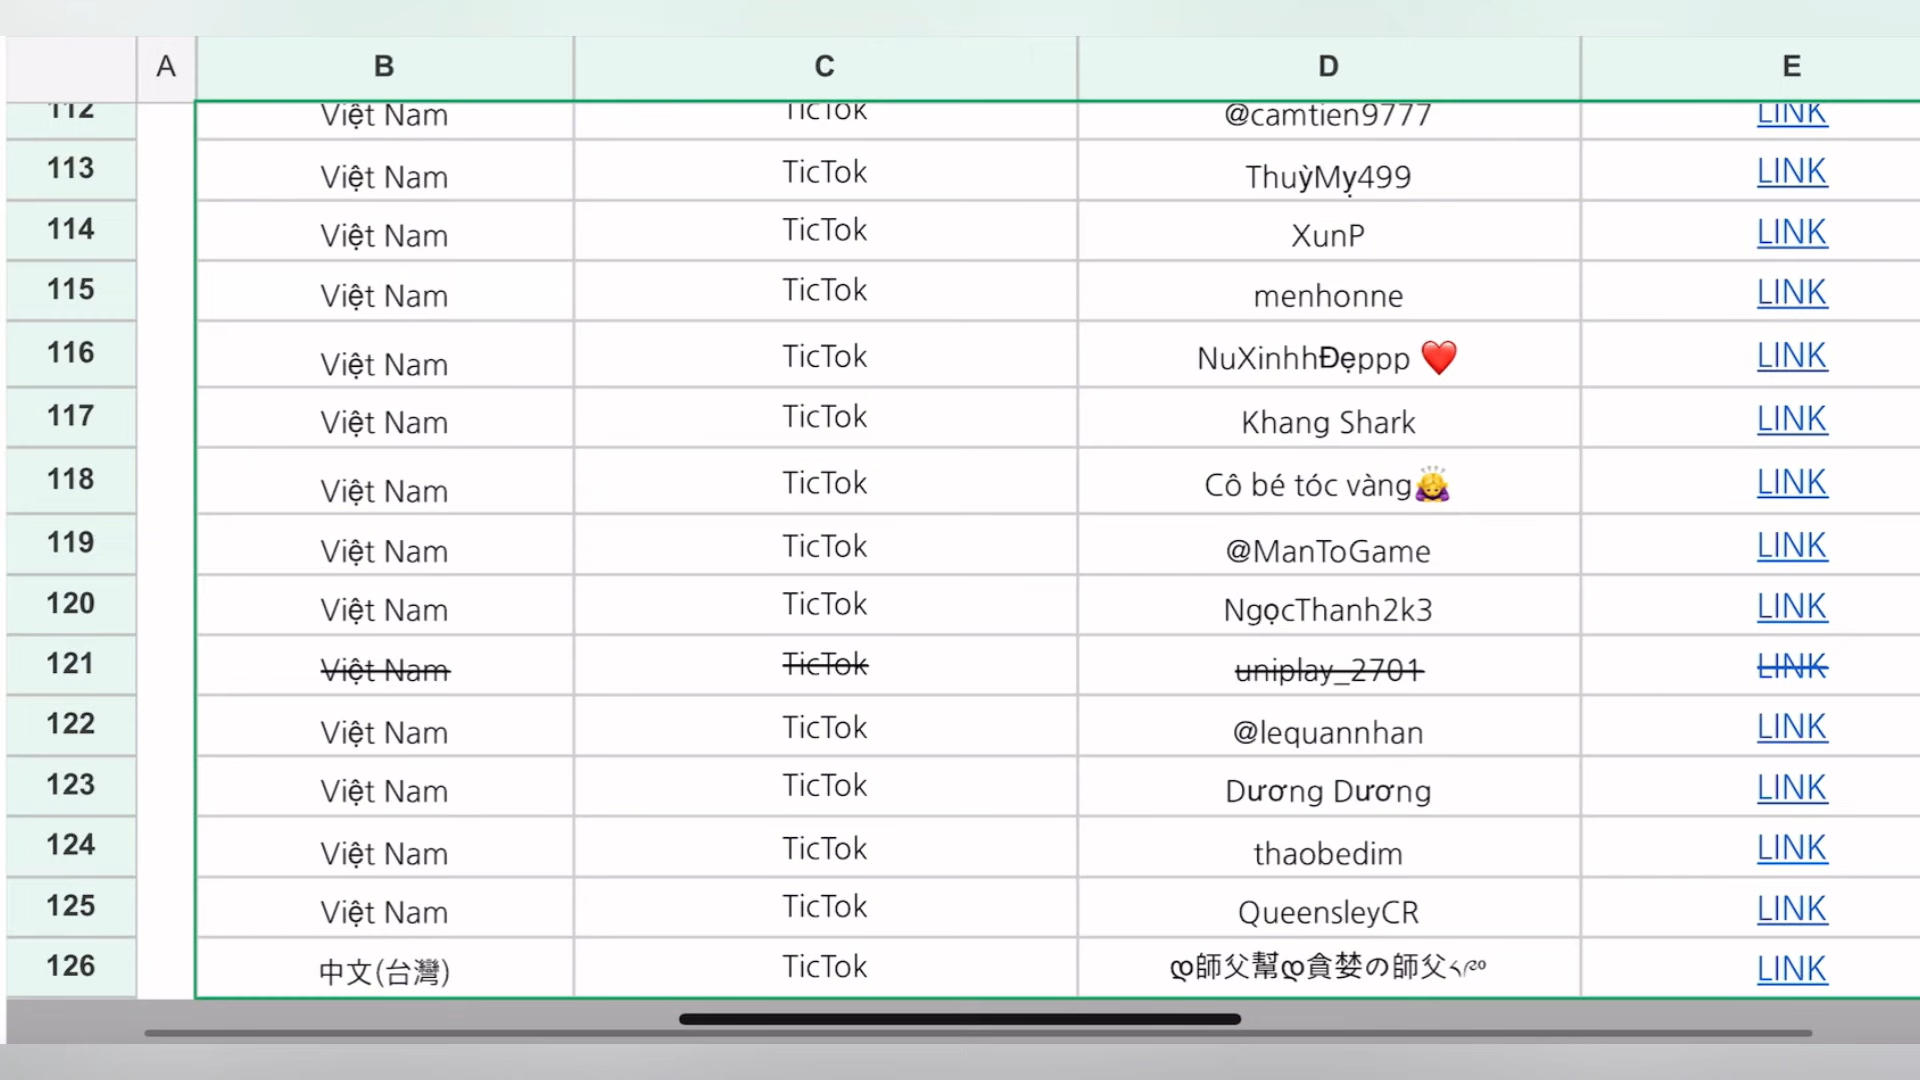 A B C D E
112 Việt Nam TicTok @camtien9777 LINK
113 Việt Nam TicTok ThuỳMỵ499 LINK
114 Việt Nam TicTok XunP LINK
115 Việt Nam TicTok menhonne LINK
116 Việt Nam TicTok NuXinhhĐẹppp ❤️ LINK
117 Việt Nam TicTok Khang Shark LINK
118 Việt Nam TicTok Cô bé tóc vàng🙇‍♀️ LINK
119 Việt Nam TicTok @ManToGame LINK
120 Việt Nam TicTok NgọcThanh2k3 LINK
121 Việt Nam TicTok uniplay_2701 LINK
122 Việt Nam TicTok @lequannhan LINK
123 Việt Nam TicTok Dương Dương LINK
124 Việt Nam TicTok thaobedim LINK
125 Việt Nam TicTok QueensleyCR LINK
126 中文(台灣) TicTok 師父幫 貪婪の師父 LINK